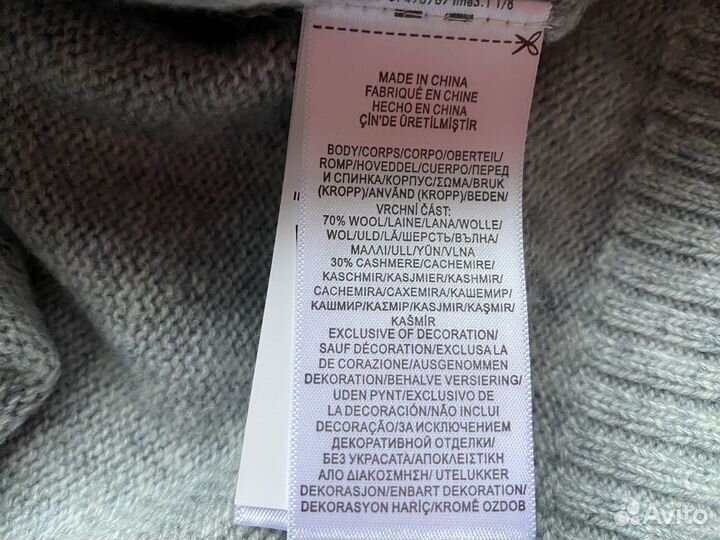 MADE IN CHINA
FABRIQUÉ EN CHINE
HECHO EN CHINA
ÇİN'DE ÜRETİLMİŞTİR
BODY/CORPS/CORPO/OBERTEIL/
ROMP/HOVEDDEL/CUERPO/ПЕРЕД
И СПИНКА/КОРПУС/ΣΩΜΑ/BRUK
(KROPP)/ANVÄND (KROPP)/BEDEN/
VRCHNÍ ČÁST:
70% WOOL/LAINE/LANA/WOLLE/
WOL/ULD/LÃ/ШЕРСТЬ/ВЪЛНА/
ΜΑΛΛΙ/ULL/YÜN/VLNA
30% CASHMERE/CACHEMIRE/
KASCHMIR/KASJMIER/KASHMIR/
CACHEMIRA/CAXEMIRA/КАШЕМИР/
КАШМИР/ΚΑΣΜΙΡ/KASJMIR/KAŞMIR/
KAŠMÍR
EXCLUSIVE OF DECORATION/
SAUF DÉCORATION/EXCLUSA LA
DE CORAZIONE/AUSGENOMMEN
DEKORATION/BEHALVE VERSIERING/
UDEN PYNT/EXCLUSIVO DE
LA DECORACIÓN/NÃO INCLUI
DECORAÇÃO/ЗА ИСКЛЮЧЕНИЕМ
ДЕКОРАТИВНОЙ ОТДЕЛКИ/
БЕЗ УКРАСАТА/ΑΠΟΚΛΕΙΣΤΙΚΗ
ΑΠΟ ΔΙΑΚΟΣΜΗΣΗ/ UTELUKKER
DEKORASJON/ENBART DEKORATION/
DEKORASYON HARİÇ/KROMĚ OZDOB
Avito